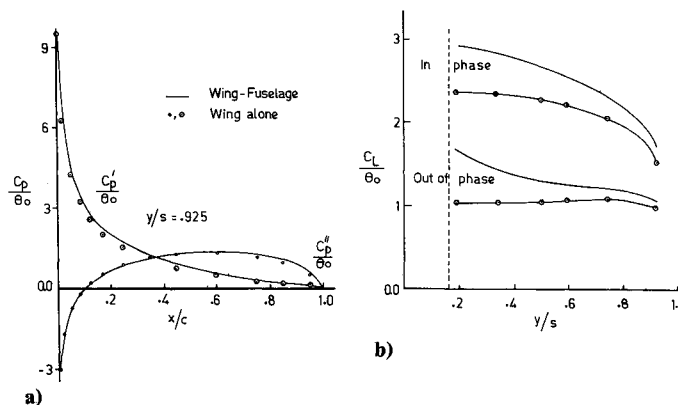 9
6
3
0.0
-3
Cp
θo
— Wing-Fuselage
•,⊙ Wing alone
Cp'
θo
y/s = .925
Cp''
θo
.2 .4 .6 .8 1.0
x/c
a)
3
2
1
0.0
CL
θo
In phase
Out of phase
.2 .4 .6 .8 1
y/s
b)